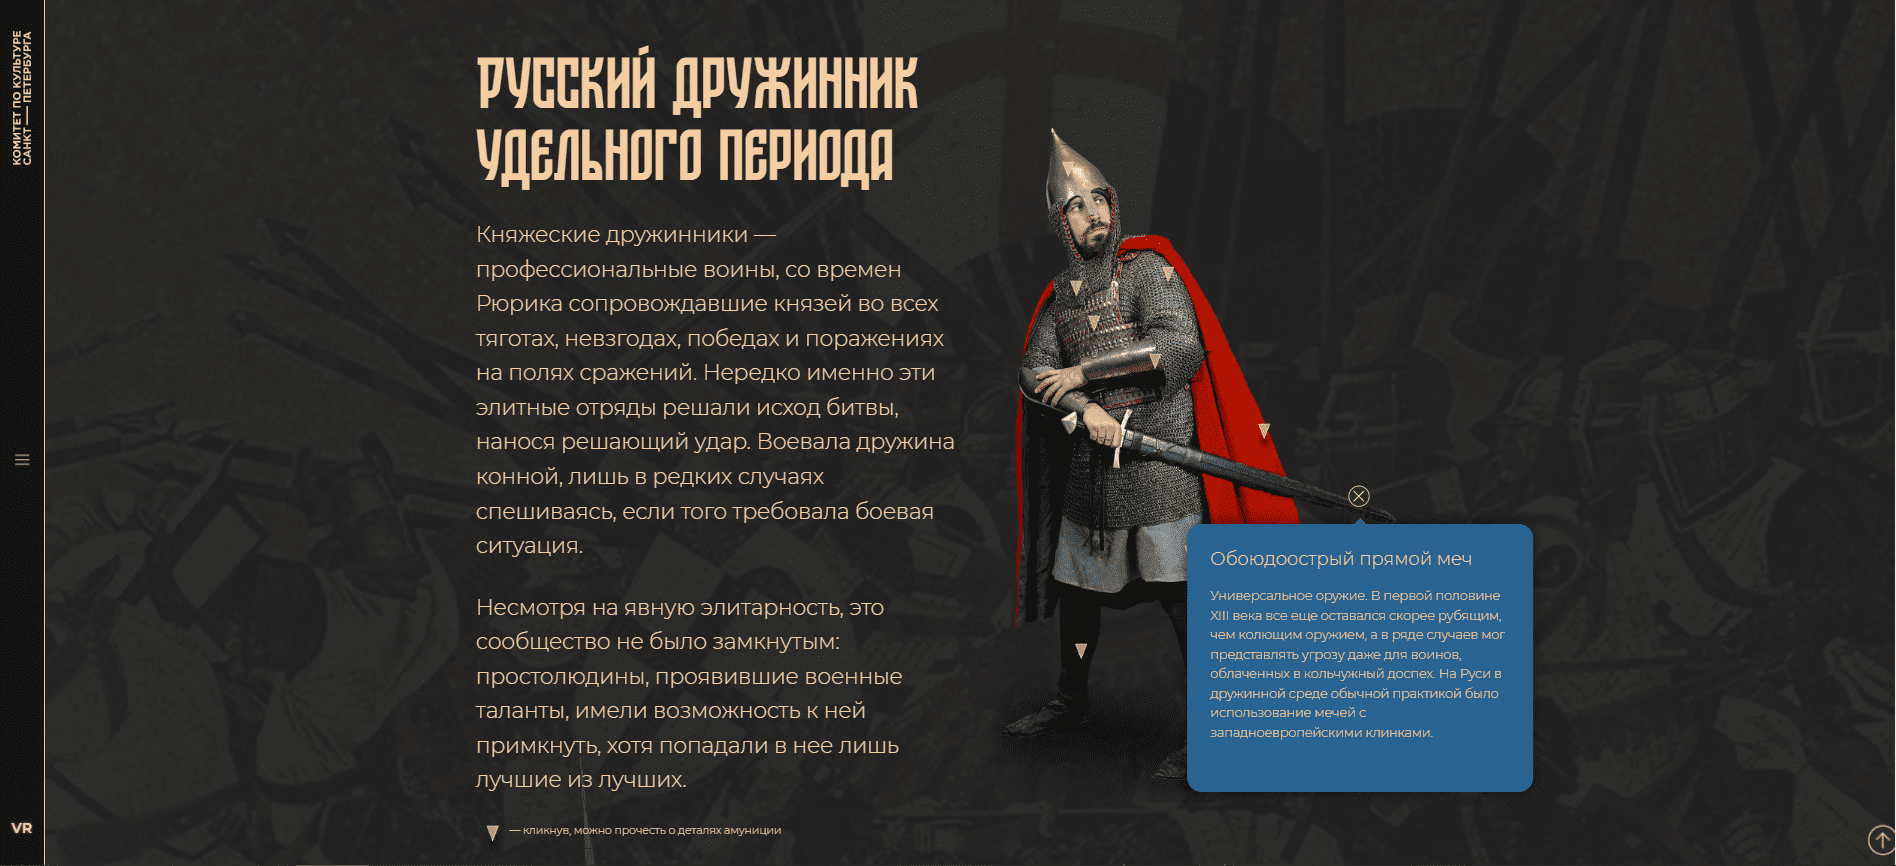 КОМИТЕТ ПО КУЛЬТУРЕ
САНКТ — ПЕТЕРБУРГА
VR
РУССКИЙ ДРУЖИННИК
УДЕЛЬНОГО ПЕРИОДА
Княжеские дружинники —
профессиональные воины, со времен
Рюрика сопровождавшие князей во всех
тяготах, невзгодах, победах и поражениях
на полях сражений. Нередко именно эти
элитные отряды решали исход битвы,
нанося решающий удар. Воевала дружина
конной, лишь в редких случаях
спешиваясь, если того требовала боевая
ситуация.
Несмотря на явную элитарность, это
сообщество не было замкнутым:
простолюдины, проявившие военные
таланты, имели возможность к ней
примкнуть, хотя попадали в нее лишь
лучшие из лучших.
— кликнув, можно прочесть о деталях амуниции
Обоюдоострый прямой меч
Универсальное оружие. В первой половине
XIII века все еще оставался скорее рубящим,
чем колющим оружием, а в ряде случаев мог
представлять угрозу даже для воинов,
облаченных в кольчужный доспех. На Руси в
дружинной среде обычной практикой было
использование мечей с
западноевропейскими клинками.